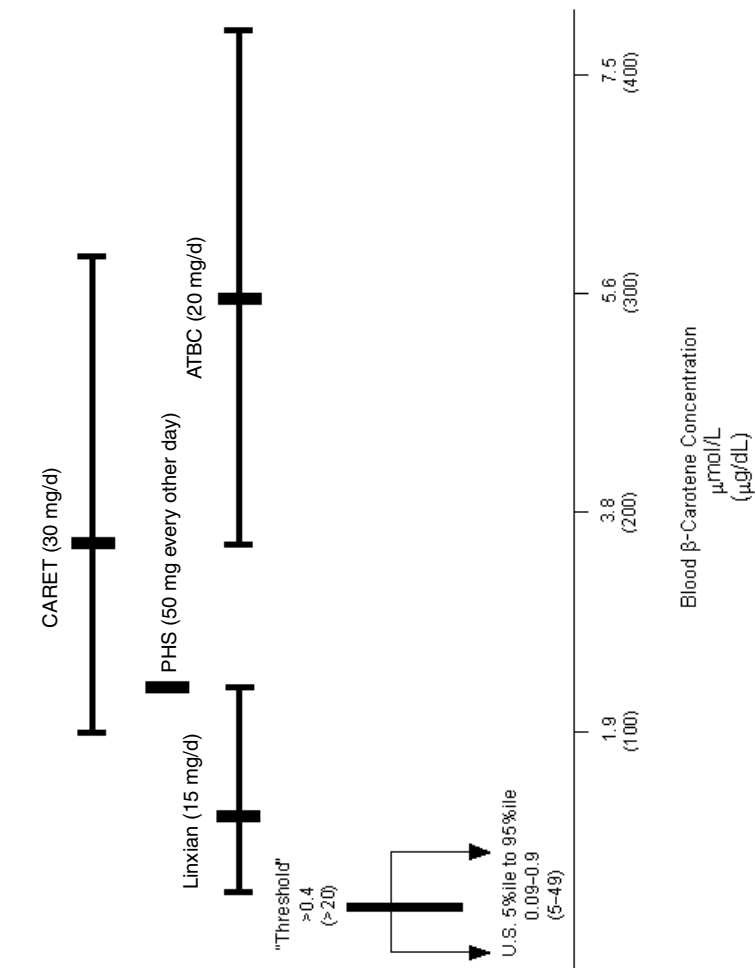 CARET (30 mg/d)
PHS (50 mg every other day)
Linxian (15 mg/d)
ATBC (20 mg/d)
"Threshold"
>0.4
(>20)
U.S. 5%ile to 95%ile
0.09–0.9
(5–49)
1.9
(100)
3.8
(200)
5.6
(300)
7.5
(400)
Blood β-Carotene Concentration
μmol/L
(μg/dL)